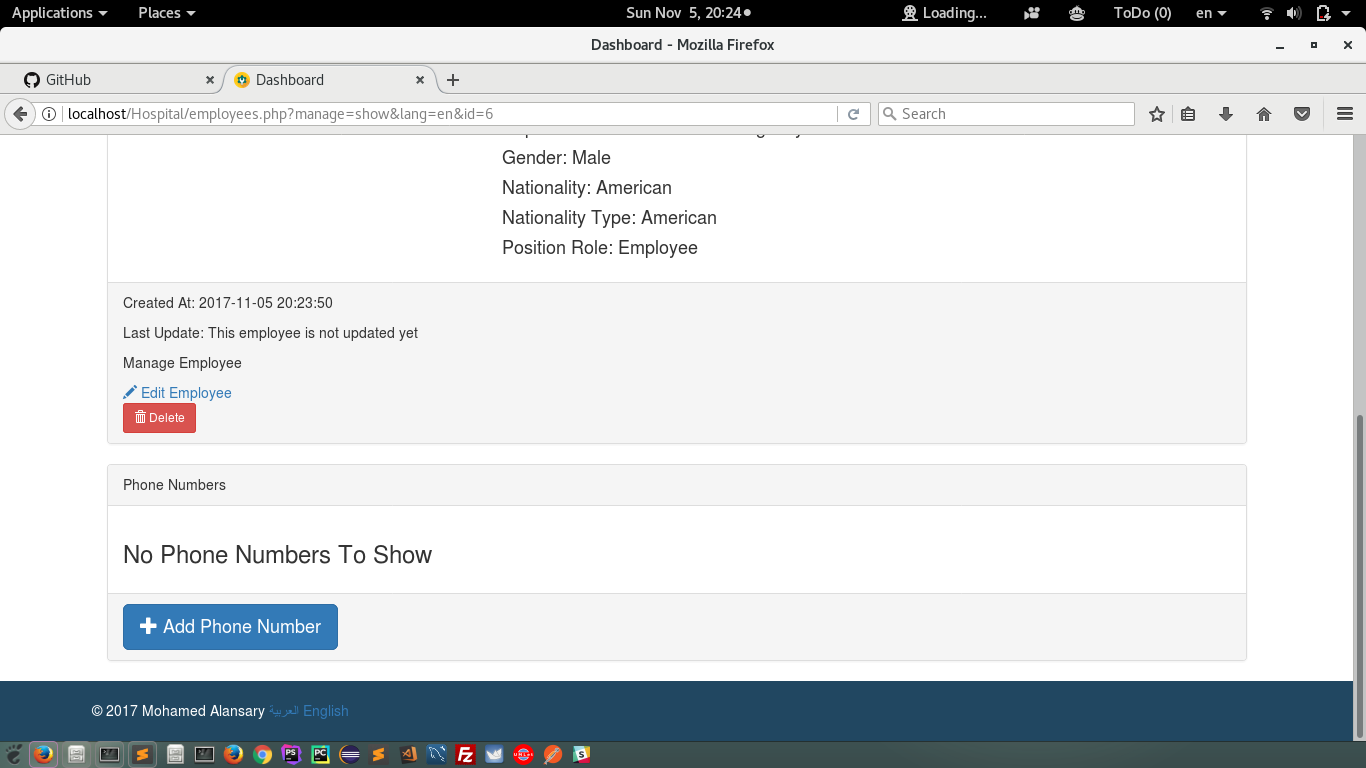 Applications Places Sun Nov 5, 20:24 Loading... ToDo (0) en
Dashboard - Mozilla Firefox
GitHub Dashboard
localhost/Hospital/employees.php?manage=show&lang=en&id=6 Search
Gender: Male
Nationality: American
Nationality Type: American
Position Role: Employee
Created At: 2017-11-05 20:23:50
Last Update: This employee is not updated yet
Manage Employee
Edit Employee
Delete
Phone Numbers
No Phone Numbers To Show
Add Phone Number
© 2017 Mohamed Alansary العربية English
PS PC FZ